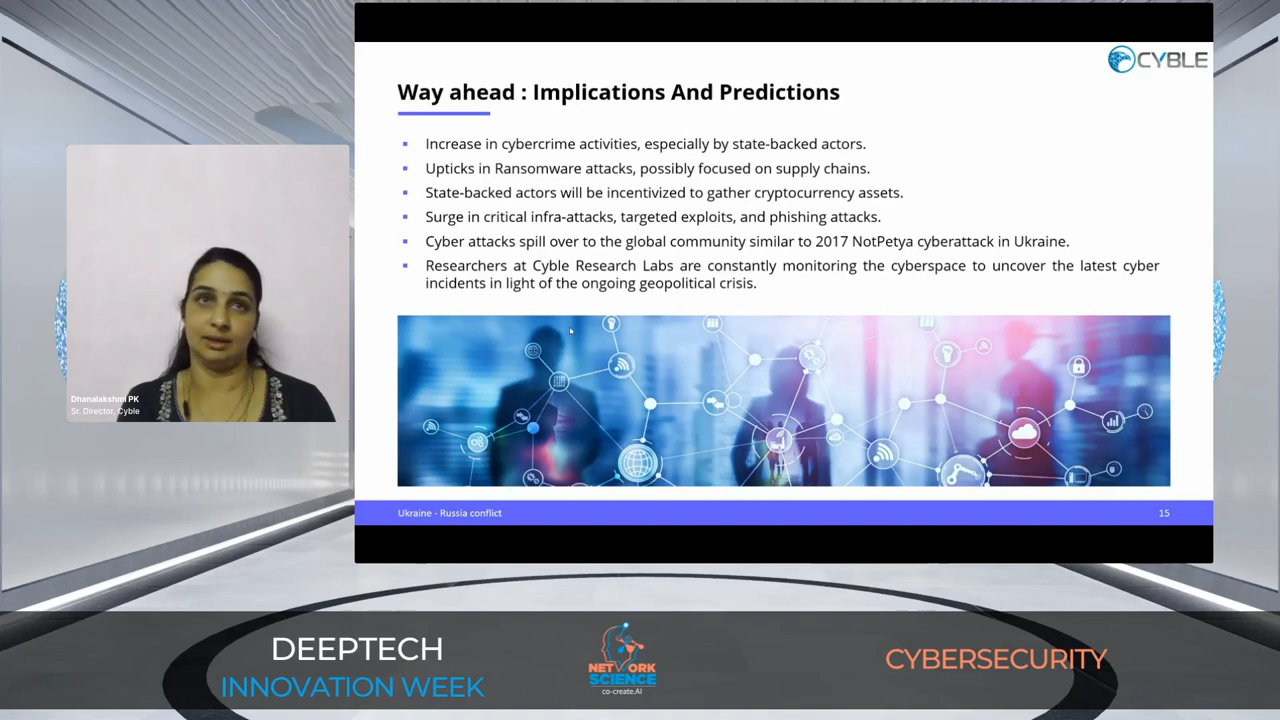 CYBLE
Way ahead : Implications And Predictions
Increase in cybercrime activities, especially by state-backed actors.
Upticks in Ransomware attacks, possibly focused on supply chains.
State-backed actors will be incentivized to gather cryptocurrency assets.
Surge in critical infra-attacks, targeted exploits, and phishing attacks.
Cyber attacks spill over to the global community similar to 2017 NotPetya cyberattack in Ukraine.
Researchers at Cyble Research Labs are constantly monitoring the cyberspace to uncover the latest cyber
incidents in light of the ongoing geopolitical crisis.
Ukraine - Russia conflict
15
Dhanalakshmi PK
Sr. Director, Cyble
DEEPTECH
INNOVATION WEEK
NETWORK
SCIENCE
co-create.AI
CYBERSECURITY